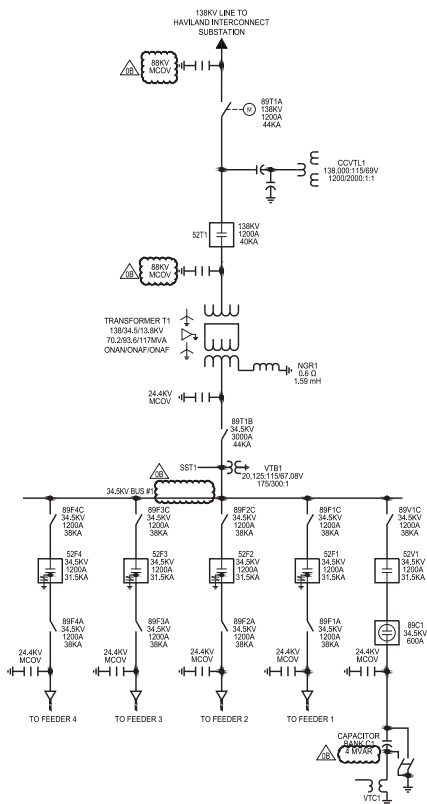 138KV LINE TO
HAVILAND INTERCONNECT
SUBSTATION
0B
88KV
MCOV
89T1A
138KV
1200A
44KA
M
CCVTL1
138,000:115/69V
1200/2000:1:1
52T1
138KV
1200A
40KA
0B
88KV
MCOV
TRANSFORMER T1
138/34.5/13.8KV
70.2/93.6/117MVA
ONAN/ONAF/ONAF
NGR1
0.6 Ω
1.59 mH
24.4KV
MCOV
89T1B
34.5KV
3000A
44KA
0B
SST1
VTB1
20,125:115/67.08V
175/300:1
34.5KV BUS #1
89F4C
34.5KV
1200A
38KA
89F3C
34.5KV
1200A
38KA
89F2C
34.5KV
1200A
38KA
89F1C
34.5KV
1200A
38KA
89V1C
34.5KV
1200A
38KA
52F4
34.5KV
1200A
31.5KA
52F3
34.5KV
1200A
31.5KA
52F2
34.5KV
1200A
31.5KA
52F1
34.5KV
1200A
31.5KA
52V1
34.5KV
1200A
31.5KA
89F4A
34.5KV
1200A
38KA
89F3A
34.5KV
1200A
38KA
89F2A
34.5KV
1200A
38KA
89F1A
34.5KV
1200A
38KA
89C1
34.5KV
600A
24.4KV
MCOV
24.4KV
MCOV
24.4KV
MCOV
24.4KV
MCOV
24.4KV
MCOV
TO FEEDER 4
TO FEEDER 3
TO FEEDER 2
TO FEEDER 1
CAPACITOR
BANK C1
4 MVAR
0B
VTC1